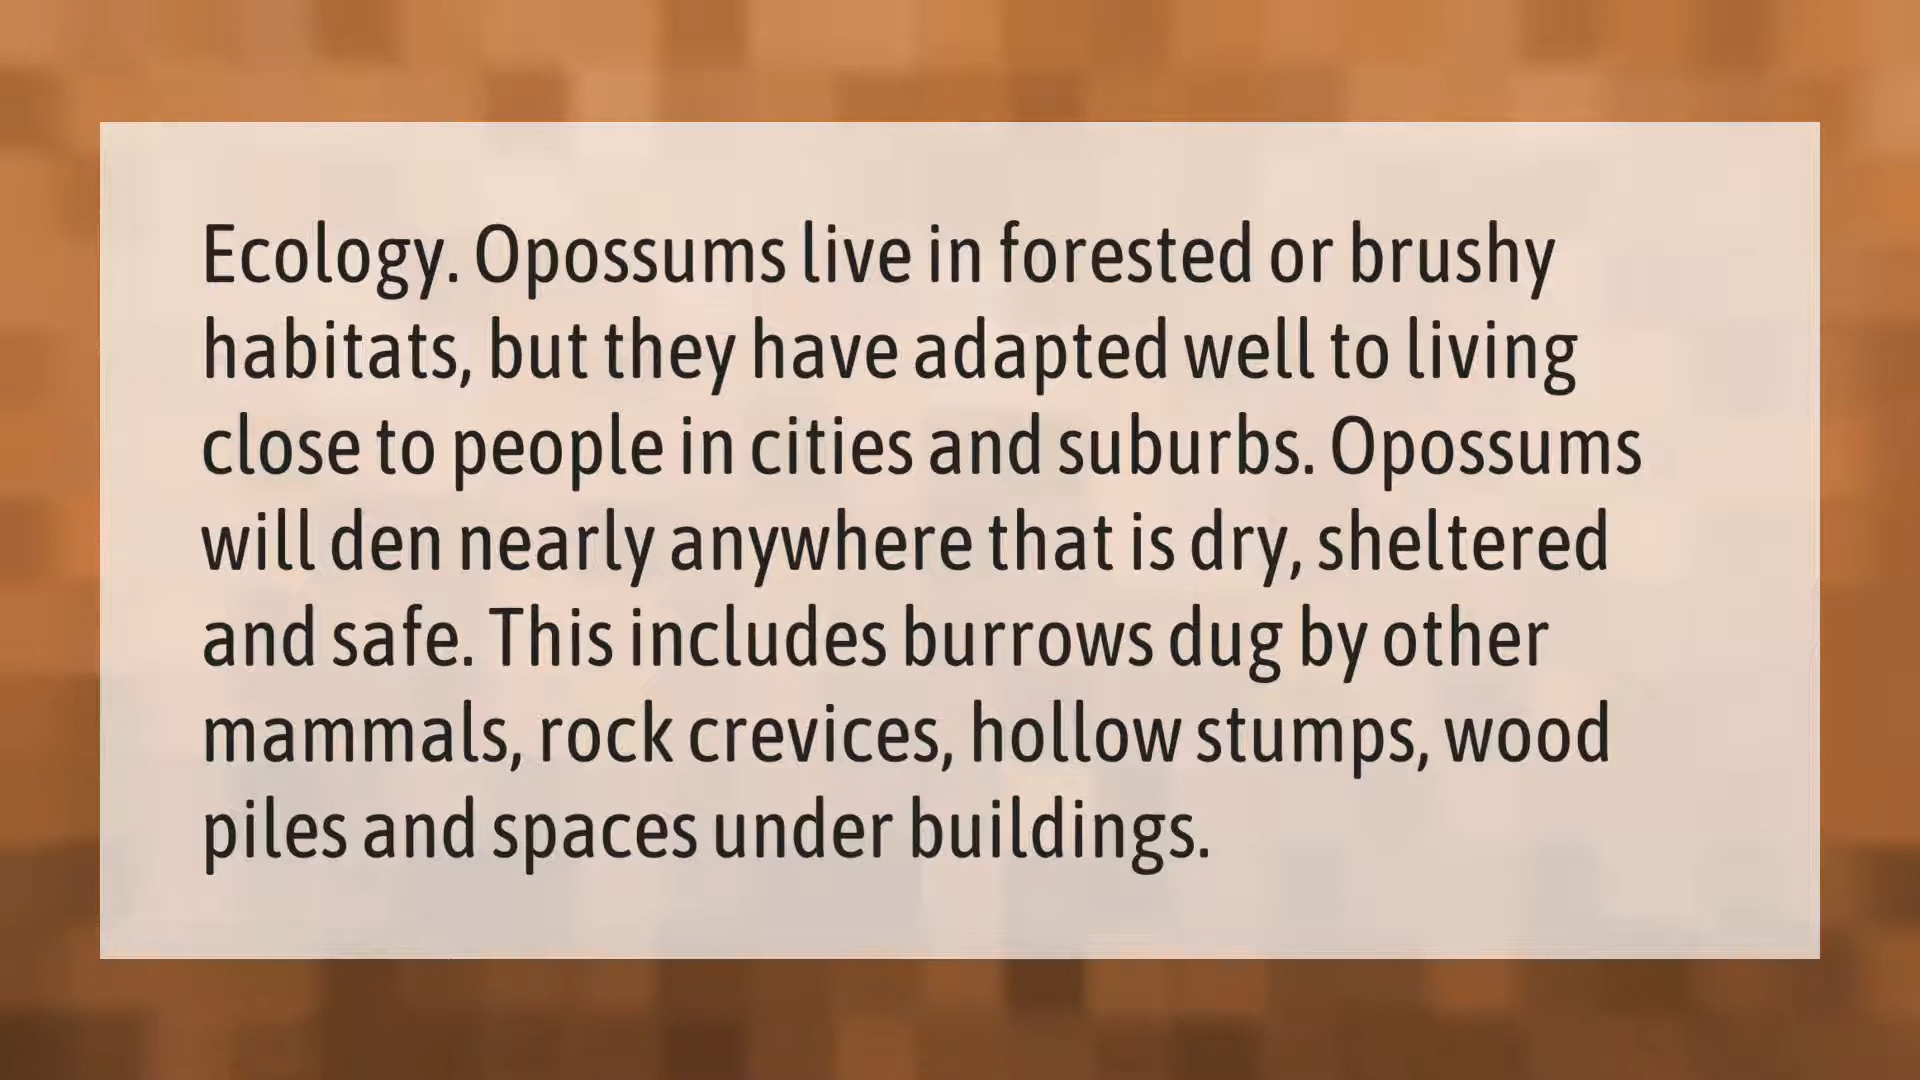 Ecology. Opossums live in forested or brushy
habitats, but they have adapted well to living
close to people in cities and suburbs. Opossums
will den nearly anywhere that is dry, sheltered
and safe. This includes burrows dug by other
mammals, rock crevices, hollow stumps, wood
piles and spaces under buildings.